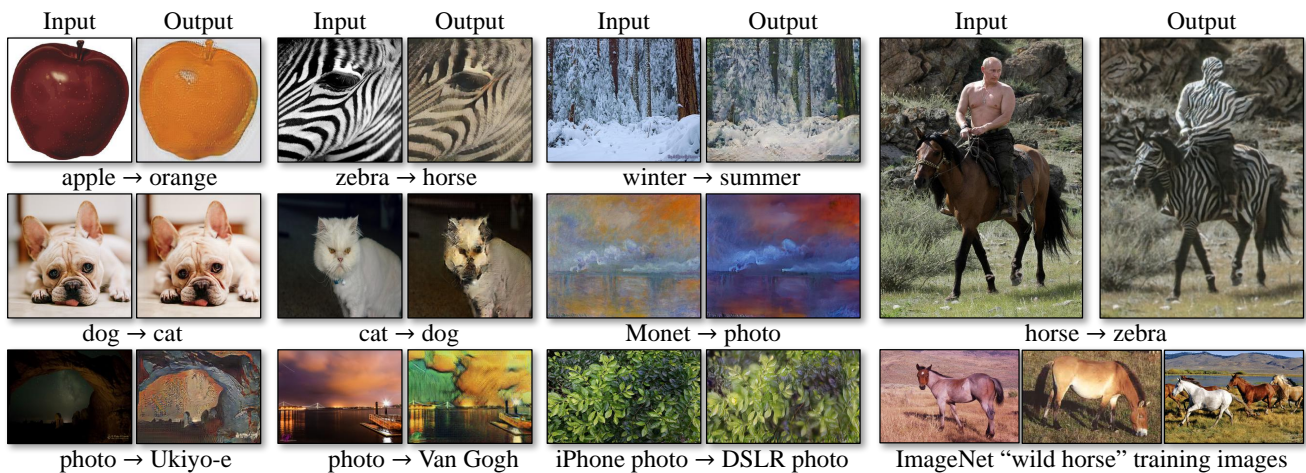 Input Output Input Output Input Output Input Output
apple → orange zebra → horse winter → summer
dog → cat cat → dog Monet → photo horse → zebra
photo → Ukiyo-e photo → Van Gogh iPhone photo → DSLR photo ImageNet “wild horse” training images